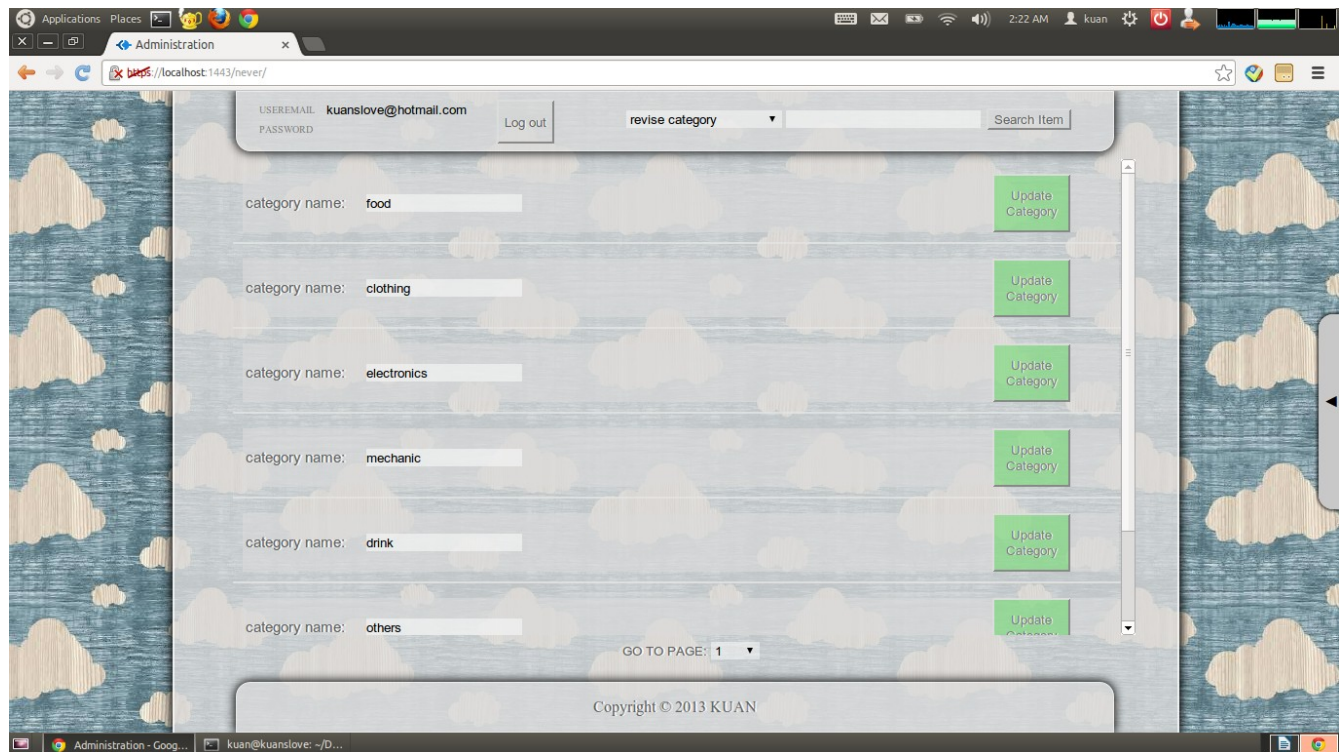 Applications Places 2:22 AM kuan
Administration
https://localhost:1443/never/
USEREMAIL kuanslove@hotmail.com
PASSWORD
Log out
revise category
Search Item
category name: food
Update
Category
category name: clothing
Update
Category
category name: electronics
Update
Category
category name: mechanic
Update
Category
category name: drink
Update
Category
category name: others
Update
Category
GO TO PAGE: 1
Copyright © 2013 KUAN
Administration - Goog... kuan@kuanslove: ~/D...